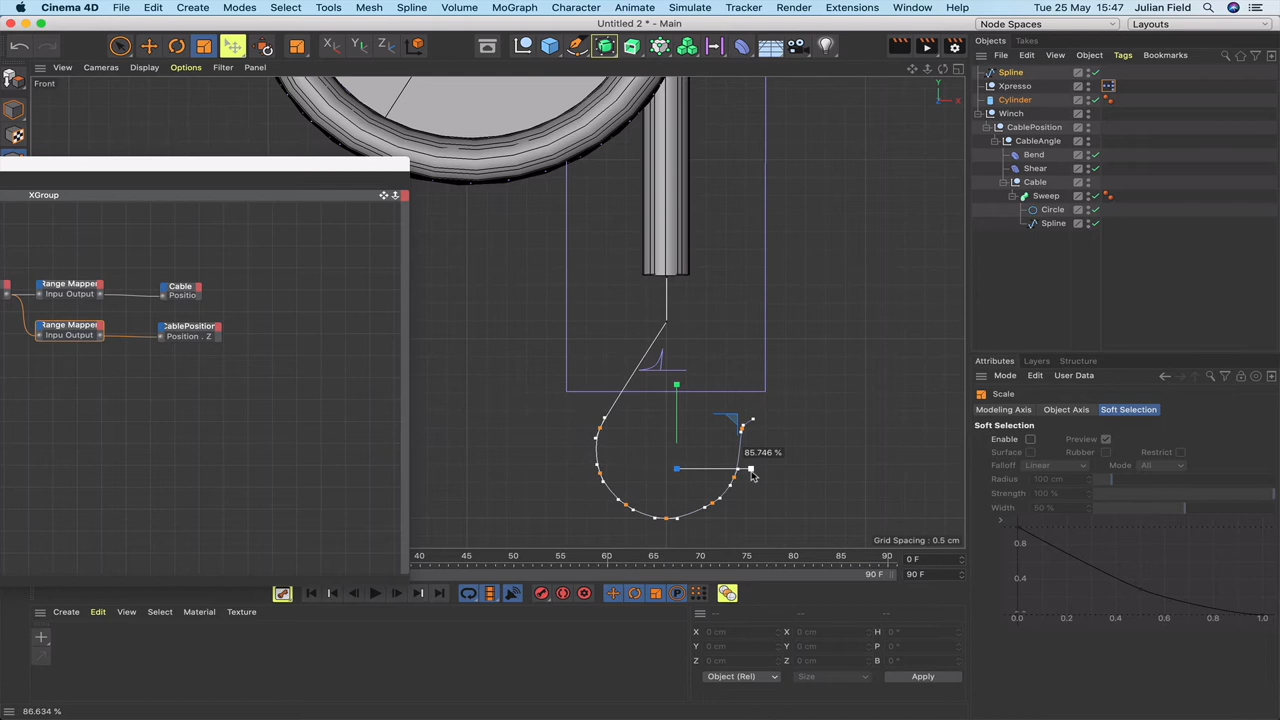 Cinema 4D File Edit Create Modes Select Tools Mesh Spline Volume MoGraph Character Animate Simulate Tracker Render Extensions Window Help Tue 25 May 15:47 Julian Field
Untitled 2 * - Main
Node Spaces Layouts
X Y Z
Objects Takes
File Edit View Object Tags Bookmarks
View Cameras Display Options Filter Panel
Front
Y X
Spline
Xpresso
Cylinder
Winch
CablePosition
CableAngle
Bend
Shear
Cable
Sweep
Circle
Spline
XGroup
Range Mapper Cable
Inpu Output Positio
Range Mapper CablePosition
Inpu Output Position . Z
85.746 %
Grid Spacing : 0.5 cm
Attributes Layers Structure
Mode Edit User Data
Scale
Modeling Axis Object Axis Soft Selection
Soft Selection
Enable Preview
Surface Rubber Restrict
Falloff Linear Mode All
Radius 100 cm
Strength 100 %
Width 50 %
0.8
0.4
0.0 0.2 0.4 0.6 0.8 1.0
40 45 50 55 60 65 70 75 80 85 90 0 F
90 F 90 F
Create Edit View Select Material Texture
-- -- --
X 0 cm 0 cm H 0 °
Y 0 cm 0 cm P 0 °
Z 0 cm 0 cm B 0 °
Object (Rel) Size Apply
86.634 %